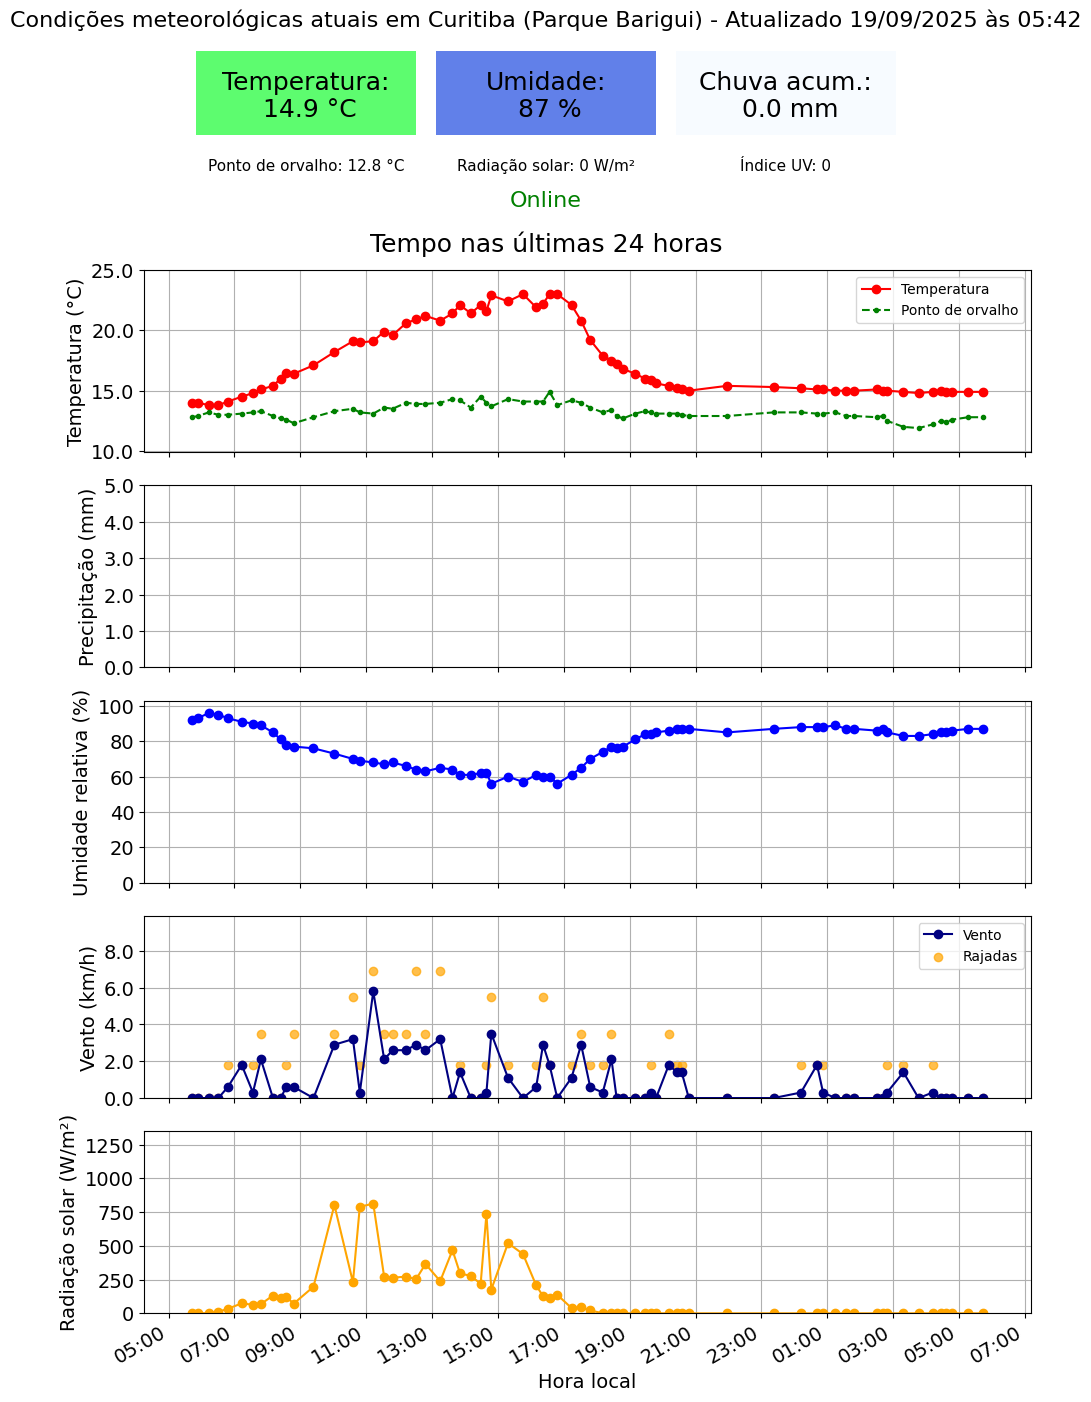 Condições meteorológicas atuais em Curitiba (Parque Barigui) - Atualizado 19/09/2025 às 05:42
Temperatura:
14.9 °C
Umidade:
87 %
Chuva acum.:
0.0 mm
Ponto de orvalho: 12.8 °C
Radiação solar: 0 W/m²
Índice UV: 0
Online
Tempo nas últimas 24 horas
Temperatura (°C)
25.0
20.0
15.0
10.0
Temperatura
Ponto de orvalho
Precipitação (mm)
5.0
4.0
3.0
2.0
1.0
0.0
Umidade relativa (%)
100
80
60
40
20
0
Vento (km/h)
8.0
6.0
4.0
2.0
0.0
Vento
Rajadas
Radiação solar (W/m²)
1250
1000
750
500
250
0
05:00
07:00
09:00
11:00
13:00
15:00
17:00
19:00
21:00
23:00
01:00
03:00
05:00
07:00
Hora local